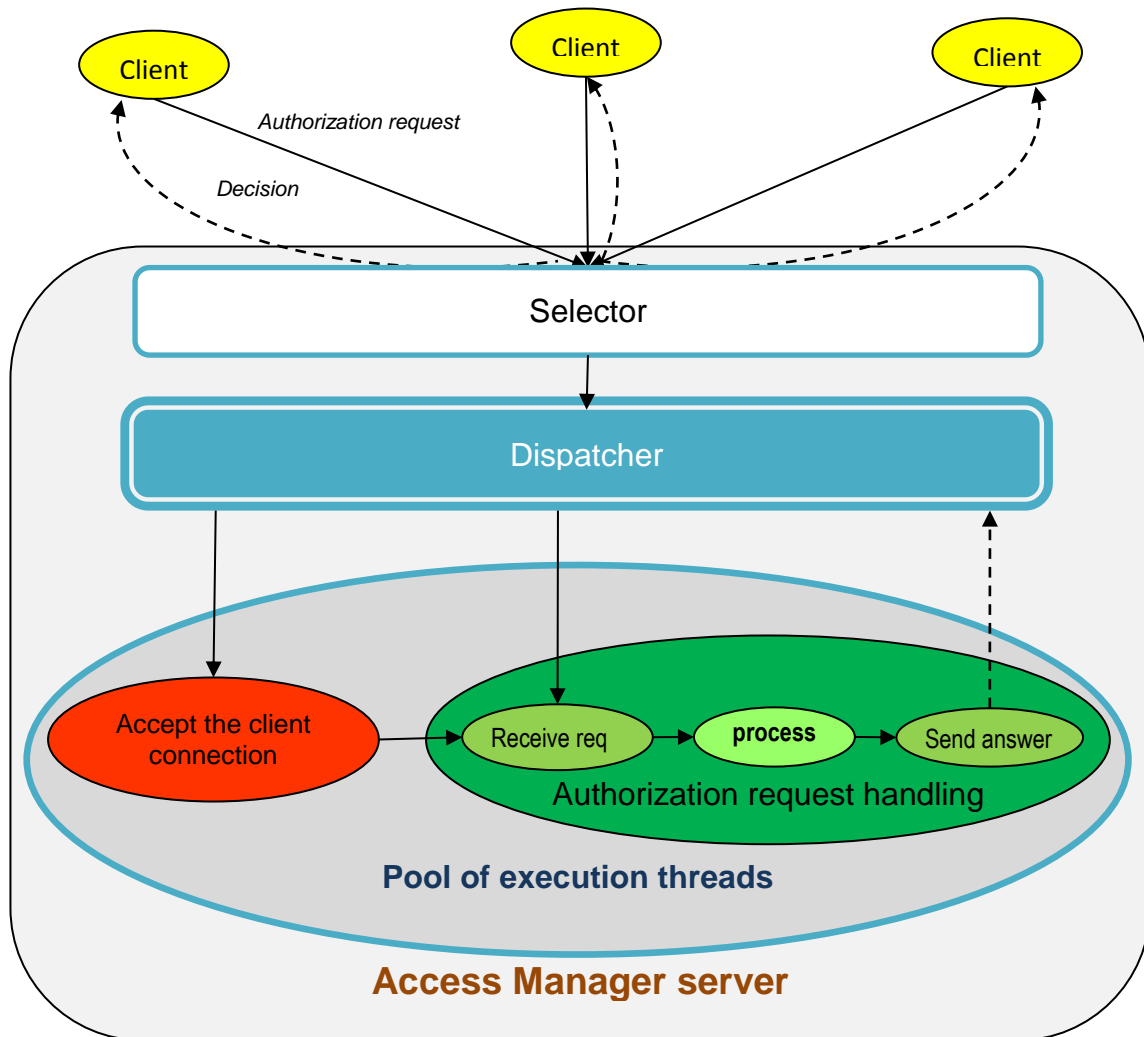 Client
Client
Client
Authorization request
Decision
Selector
Dispatcher
Accept the client
connection
Receive req
process
Send answer
Authorization request handling
Pool of execution threads
Access Manager server